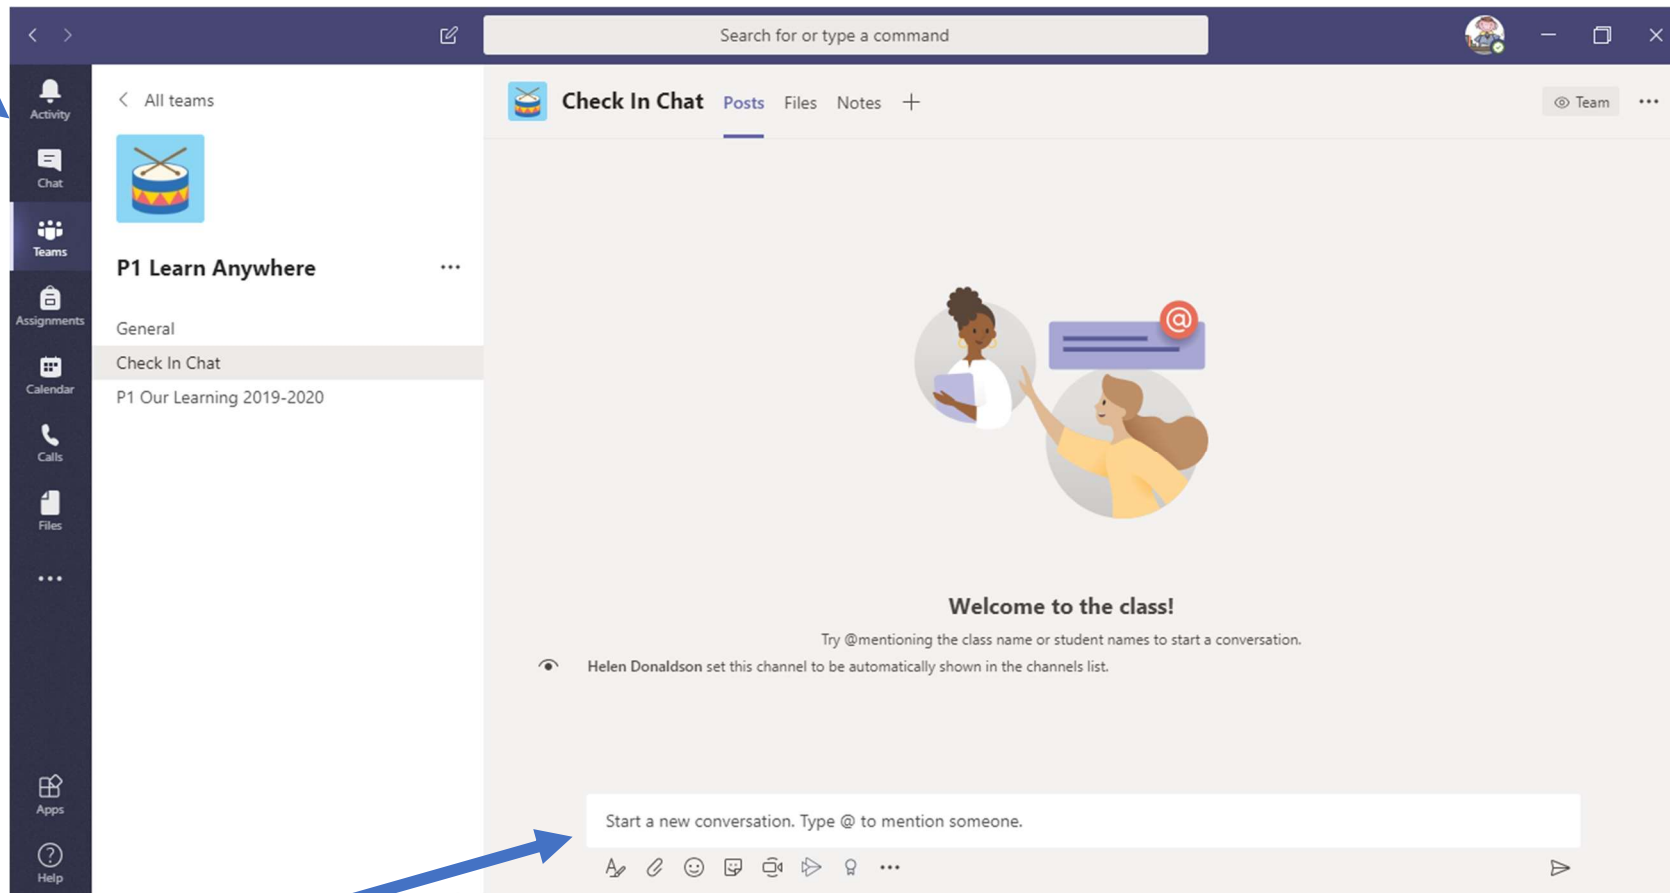 Search for or type a command
Activity
Chat
Teams
Assignments
Calendar
Calls
Files
Apps
Help
All teams
P1 Learn Anywhere
General
Check In Chat
P1 Our Learning 2019-2020
Check In Chat Posts Files Notes
Team
@
Welcome to the class!
Try @mentioning the class name or student names to start a conversation.
Helen Donaldson set this channel to be automatically shown in the channels list.
Start a new conversation. Type @ to mention someone.